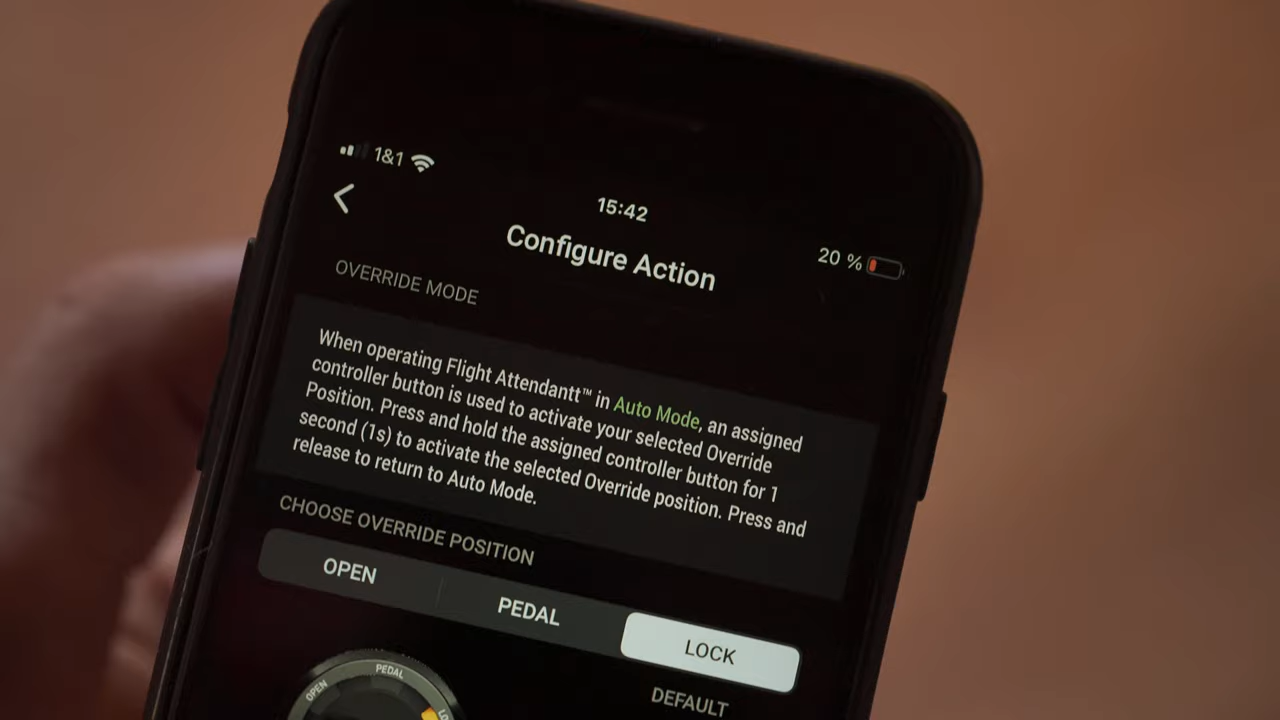 1&1
15:42
20 %
Configure Action
OVERRIDE MODE
When operating Flight Attendantt™ in Auto Mode, an assigned
controller button is used to activate your selected Override
Position. Press and hold the assigned controller button for 1
second (1s) to activate the selected Override position. Press and
release to return to Auto Mode.
CHOOSE OVERRIDE POSITION
OPEN PEDAL LOCK
DEFAULT
OPEN PEDAL